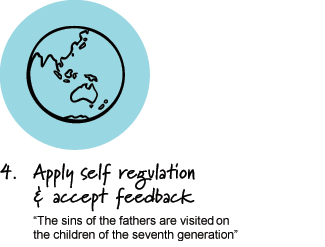 4. Apply self regulation
& accept feedback
“The sins of the fathers are visited on
the children of the seventh generation”